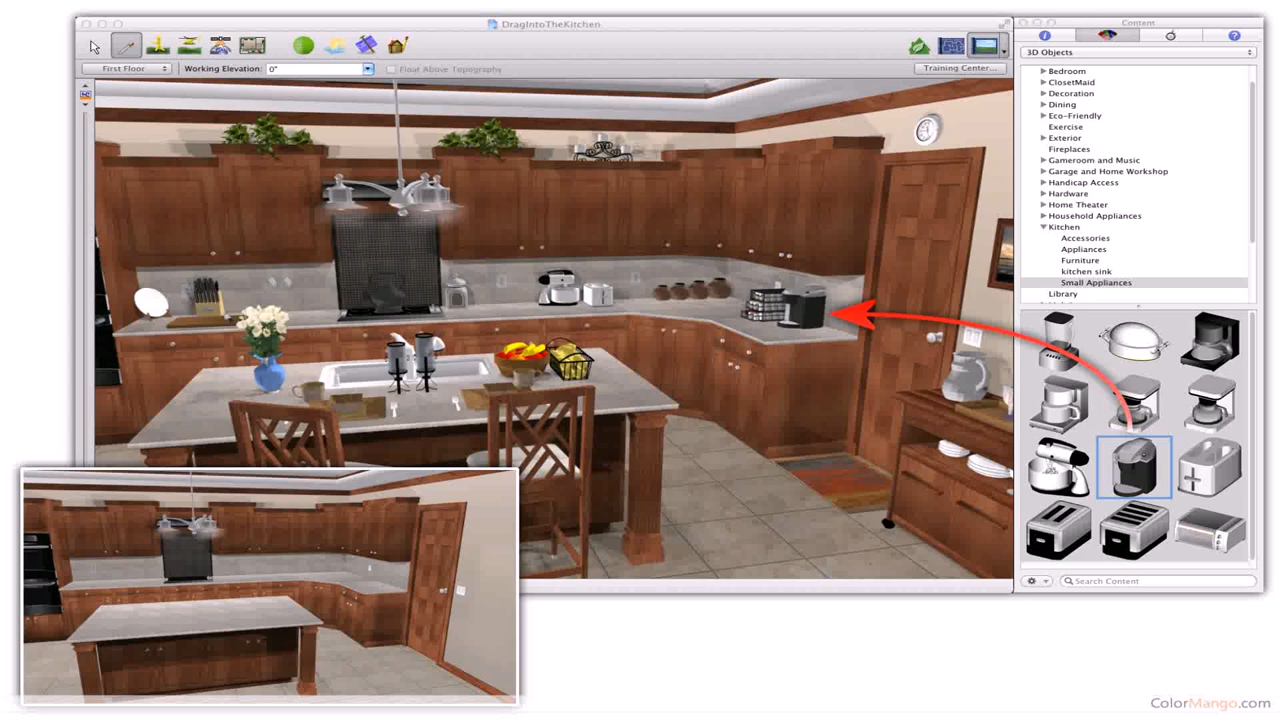 DragIntoTheKitchen
Content
3D Objects
First Floor
Working Elevation: 0"
Float Above Topography
Training Center...
Bedroom
ClosetMaid
Decoration
Dining
Eco-Friendly
Exercise
Exterior
Fireplaces
Gameroom and Music
Garage and Home Workshop
Handicap Access
Hardware
Home Theater
Household Appliances
Kitchen
Accessories
Appliances
Furniture
kitchen sink
Small Appliances
Library
Search Content
ColorMango.com